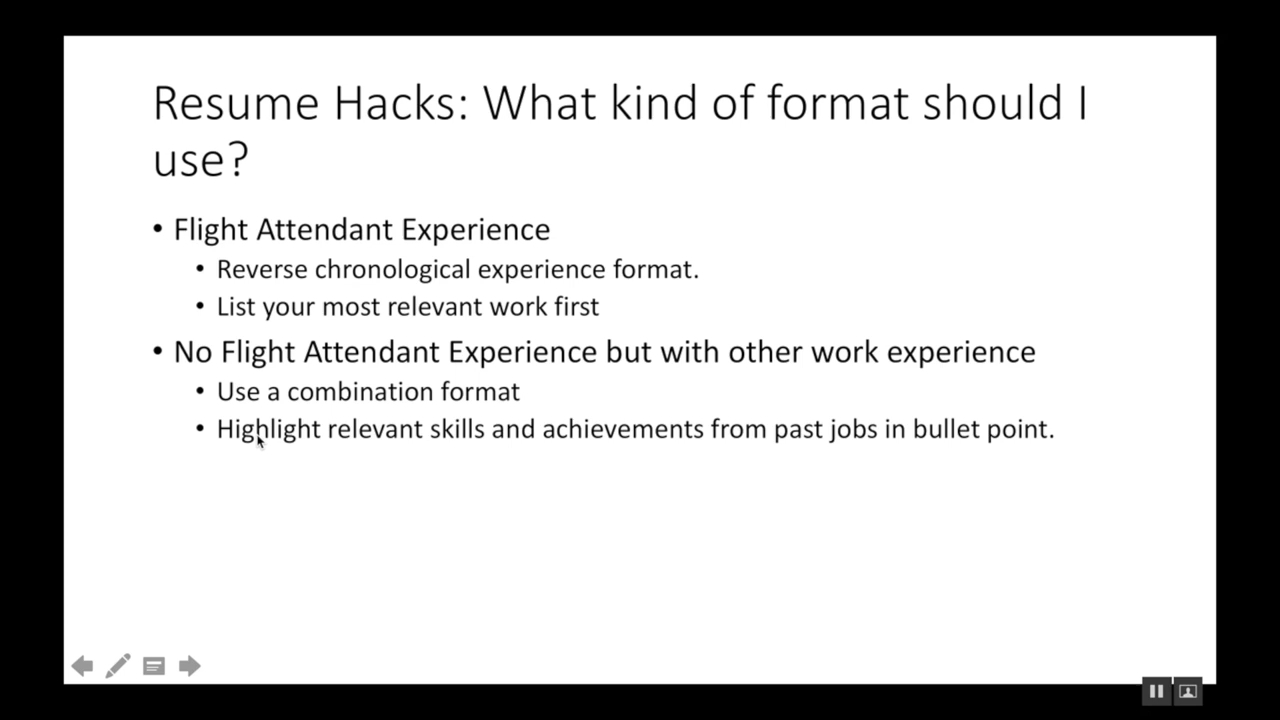 Resume Hacks: What kind of format should I
use?
• Flight Attendant Experience
• Reverse chronological experience format.
• List your most relevant work first
• No Flight Attendant Experience but with other work experience
• Use a combination format
• Highlight relevant skills and achievements from past jobs in bullet point.